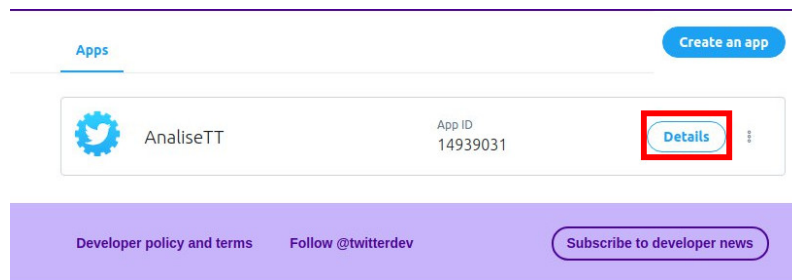 Apps
Create an app
AnaliseTT
App ID
14939031
Details
Developer policy and terms
Follow @twitterdev
Subscribe to developer news